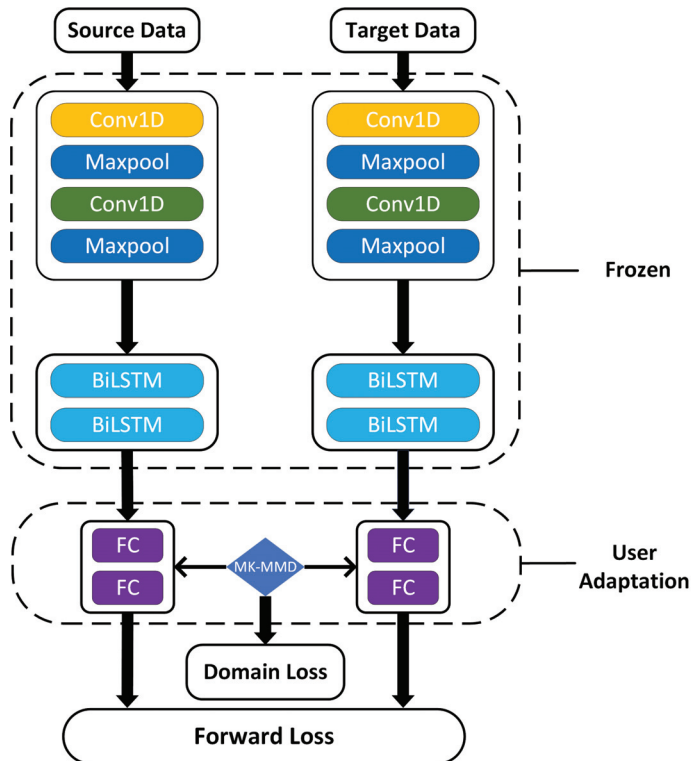 Source Data
Target Data
Conv1D
Conv1D
Maxpool
Maxpool
Conv1D
Conv1D
Maxpool
Maxpool
Frozen
BiLSTM
BiLSTM
BiLSTM
BiLSTM
FC
FC
MK-MMD
FC
FC
User
Adaptation
Domain Loss
Forward Loss